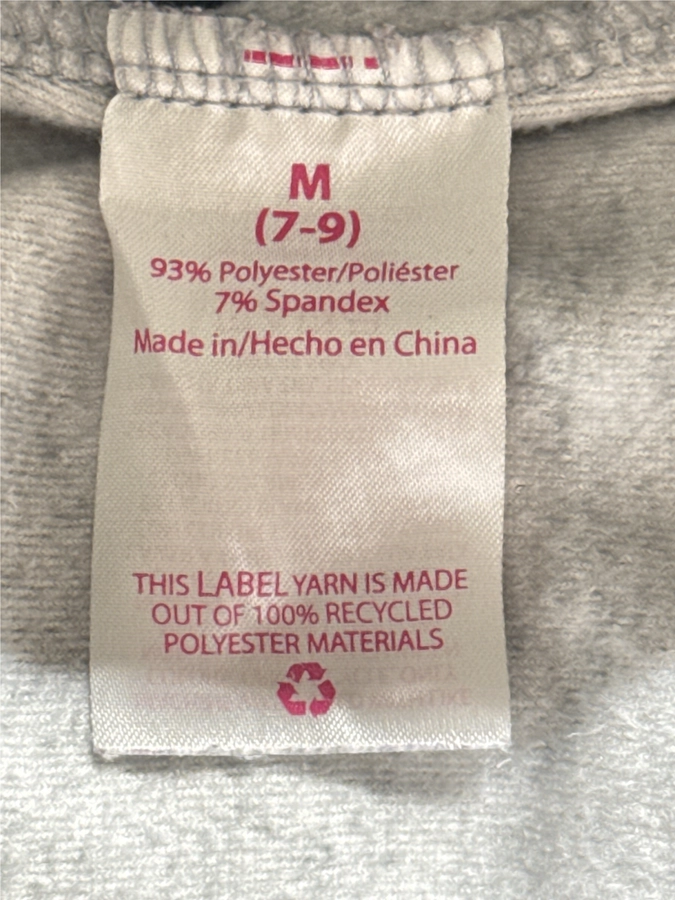 M
(7-9)
93% Polyester/Poliéster
7% Spandex
Made in/Hecho en China
THIS LABEL YARN IS MADE
OUT OF 100% RECYCLED
POLYESTER MATERIALS